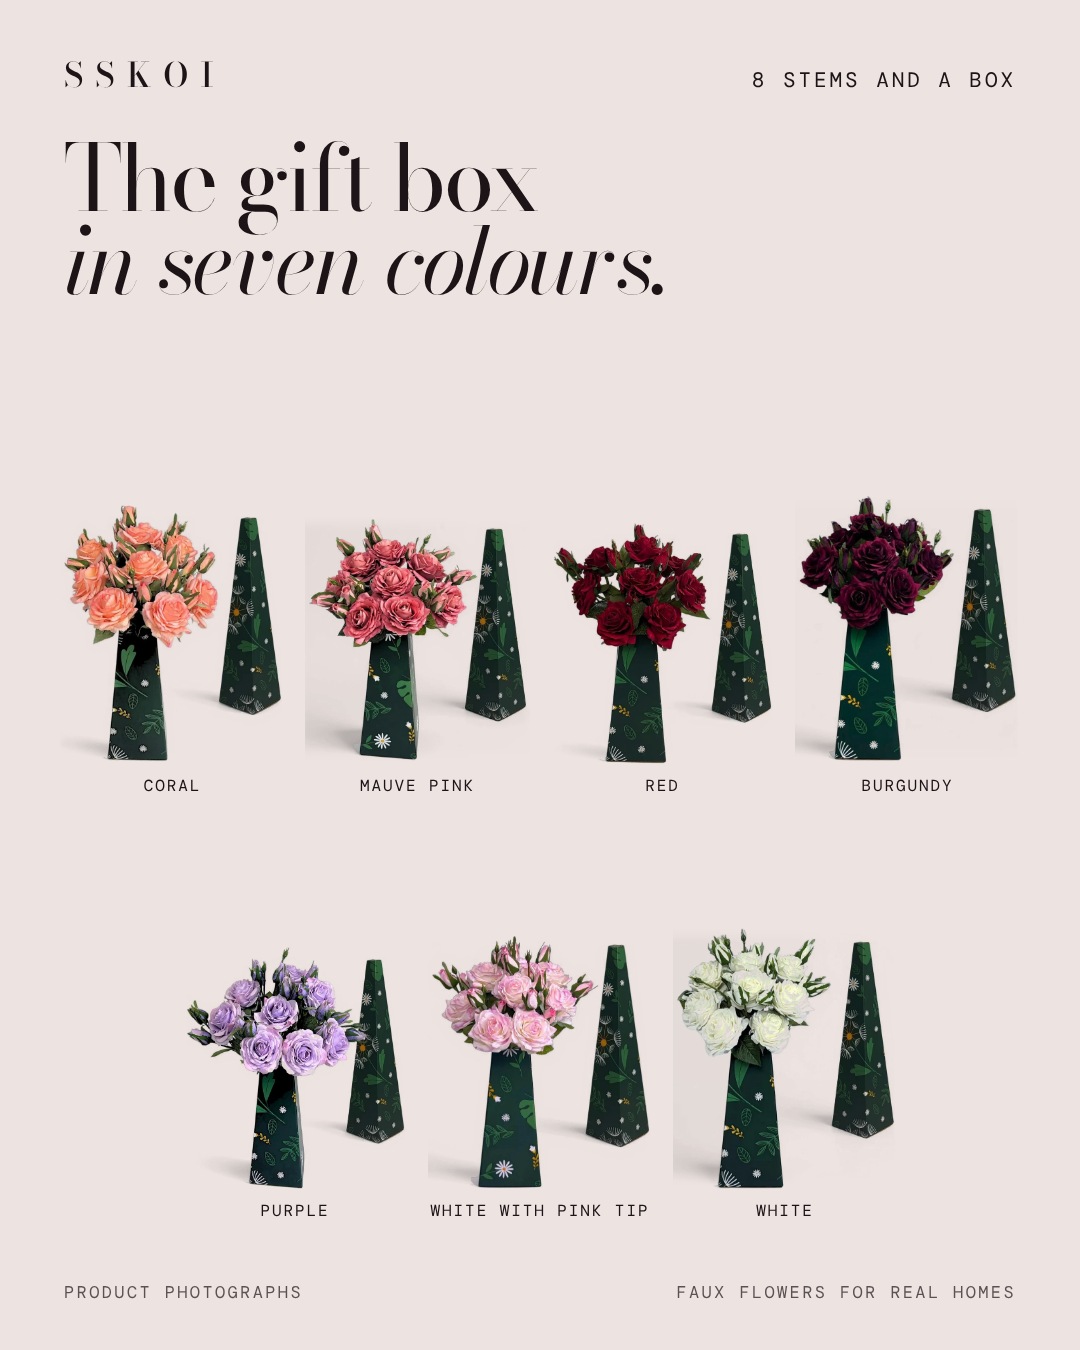 SSKOI
8 STEMS AND A BOX
The gift box
in seven colours.
CORAL
MAUVE PINK
RED
BURGUNDY
PURPLE
WHITE WITH PINK TIP
WHITE
PRODUCT PHOTOGRAPHS
FAUX FLOWERS FOR REAL HOMES